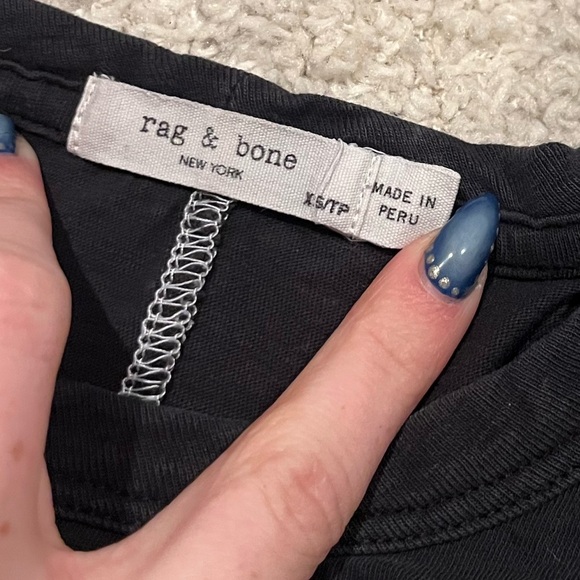 rag & bone
NEW YORK
XS/TP
MADE IN
PERU